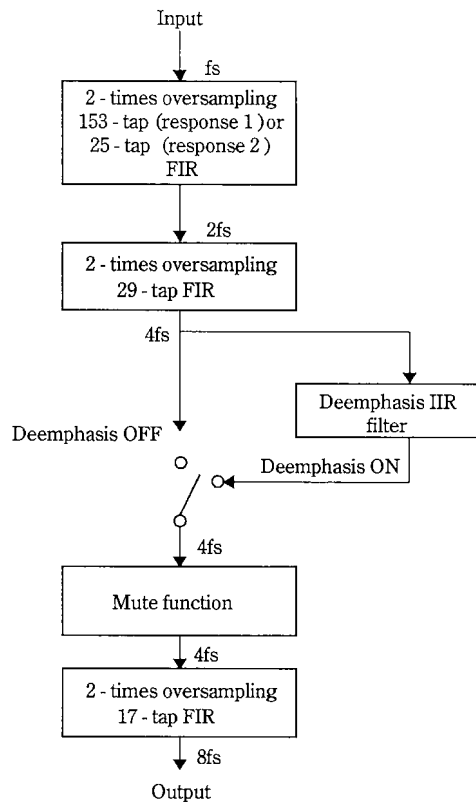 Input
fs
2 - times oversampling
153 - tap (response 1) or
25 - tap (response 2)
FIR
2fs
2 - times oversampling
29 - tap FIR
4fs
Deemphasis IIR
filter
Deemphasis OFF
Deemphasis ON
4fs
Mute function
4fs
2 - times oversampling
17 - tap FIR
8fs
Output